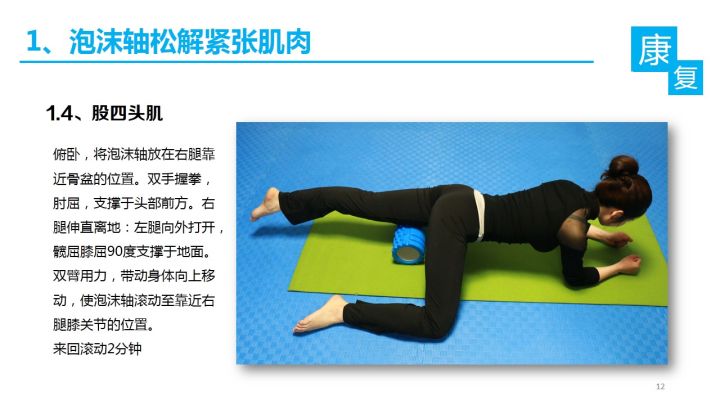 1、泡沫轴松解紧张肌肉
康
复
1.4、股四头肌
俯卧，将泡沫轴放在右腿靠
近骨盆的位置。双手握拳，
肘屈，支撑于头部前方。右
腿伸直离地：左腿向外打开，
髋屈膝屈90度支撑于地面。
双臂用力，带动身体向上移
动，使泡沫轴滚动至靠近右
腿膝关节的位置。
来回滚动2分钟
12